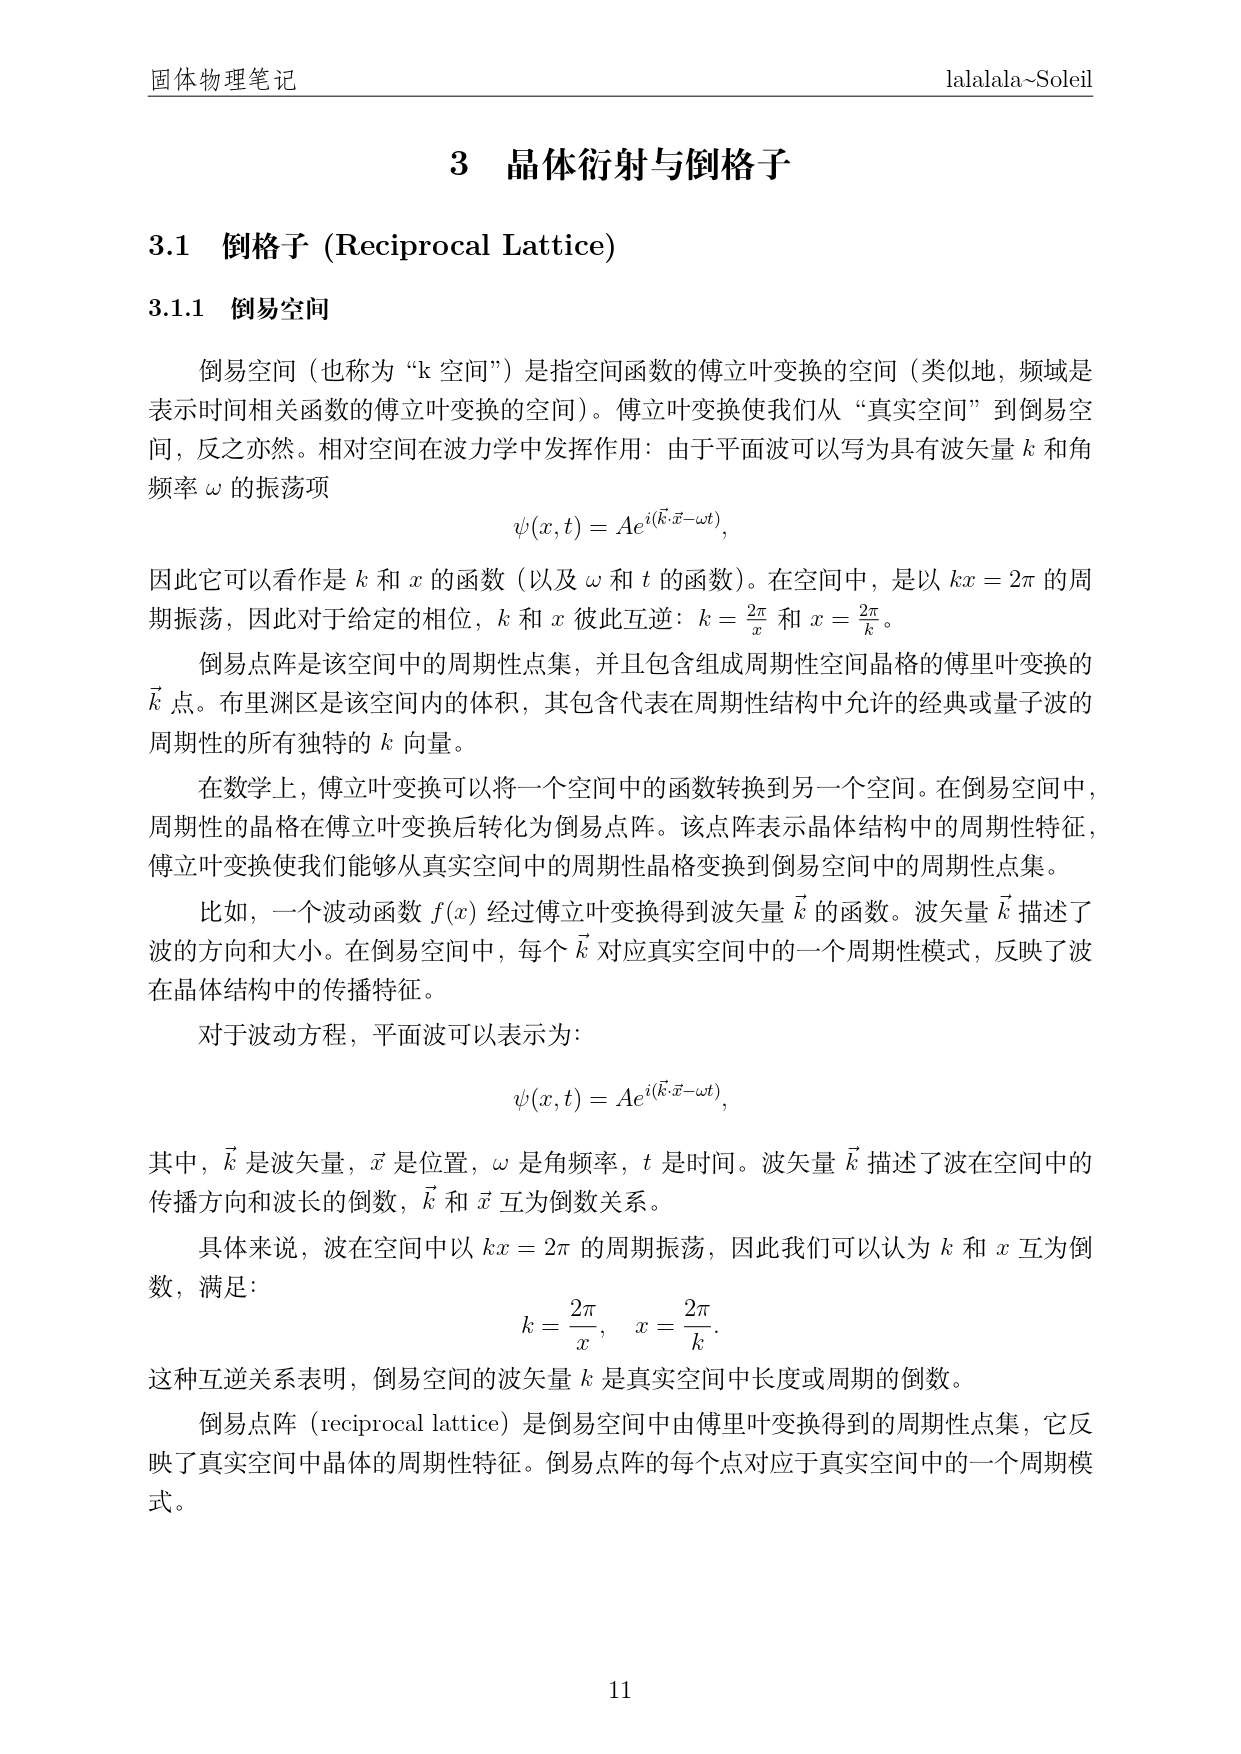 固体物理笔记 lalalala~Soleil
3 晶体衍射与倒格子
3.1 倒格子 (Reciprocal Lattice)
3.1.1 倒易空间
倒易空间（也称为 “k 空间”）是指空间函数的傅立叶变换的空间（类似地，频域是
表示时间相关函数的傅立叶变换的空间）。傅立叶变换使我们从 “真实空间” 到倒易空
间，反之亦然。相对空间在波力学中发挥作用：由于平面波可以写为具有波矢量 k 和角
频率 ω 的振荡项
$\psi(x,t) = Ae^{i(\vec{k}\cdot\vec{x}-\omega t)},$
因此它可以看作是 k 和 x 的函数（以及 ω 和 t 的函数）。在空间中，是以 kx = 2π 的周
期振荡，因此对于给定的相位，k 和 x 彼此互逆：$k = \frac{2\pi}{x}$ 和 $x = \frac{2\pi}{k}$。
倒易点阵是该空间中的周期性点集，并且包含组成周期性空间晶格的傅里叶变换的
$\vec{k}$ 点。布里渊区是该空间内的体积，其包含代表在周期性结构中允许的经典或量子波的
周期性的所有独特的 k 向量。
在数学上，傅立叶变换可以将一个空间中的函数转换到另一个空间。在倒易空间中，
周期性的晶格在傅立叶变换后转化为倒易点阵。该点阵表示晶体结构中的周期性特征，
傅立叶变换使我们能够从真实空间中的周期性晶格变换到倒易空间中的周期性点集。
比如，一个波动函数 f(x) 经过傅立叶变换得到波矢量 $\vec{k}$ 的函数。波矢量 $\vec{k}$ 描述了
波的方向和大小。在倒易空间中，每个 $\vec{k}$ 对应真实空间中的一个周期性模式，反映了波
在晶体结构中的传播特征。
对于波动方程，平面波可以表示为：
$\psi(x,t) = Ae^{i(\vec{k}\cdot\vec{x}-\omega t)},$
其中，$\vec{k}$ 是波矢量，$\vec{x}$ 是位置，ω 是角频率，t 是时间。波矢量 $\vec{k}$ 描述了波在空间中的
传播方向和波长的倒数，$\vec{k}$ 和 $\vec{x}$ 互为倒数关系。
具体来说，波在空间中以 kx = 2π 的周期振荡，因此我们可以认为 k 和 x 互为倒
数，满足：
$k = \frac{2\pi}{x}, \quad x = \frac{2\pi}{k}.$
这种互逆关系表明，倒易空间的波矢量 k 是真实空间中长度或周期的倒数。
倒易点阵（reciprocal lattice）是倒易空间中由傅里叶变换得到的周期性点集，它反
映了真实空间中晶体的周期性特征。倒易点阵的每个点对应于真实空间中的一个周期模
式。
11